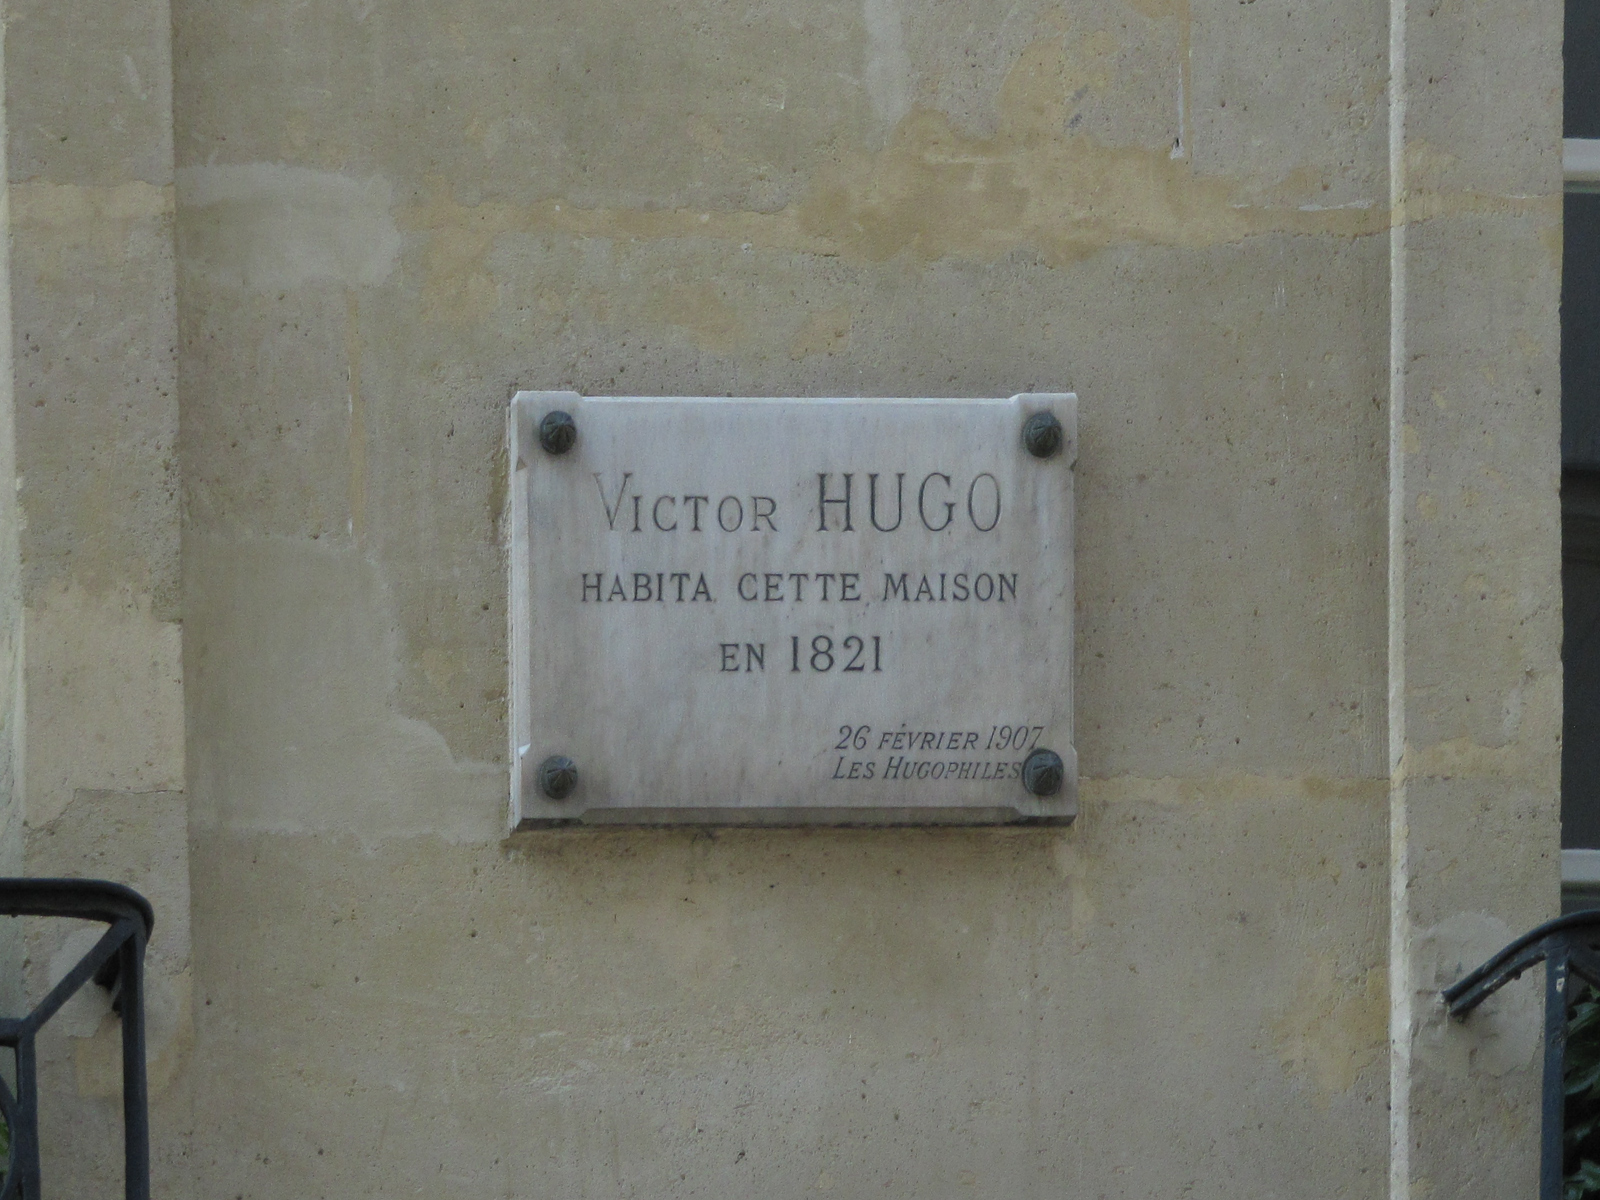 Victor HUGO
HABITA CETTE MAISON
EN 1821
26 FÉVRIER 1907
LES HUGOPHILES